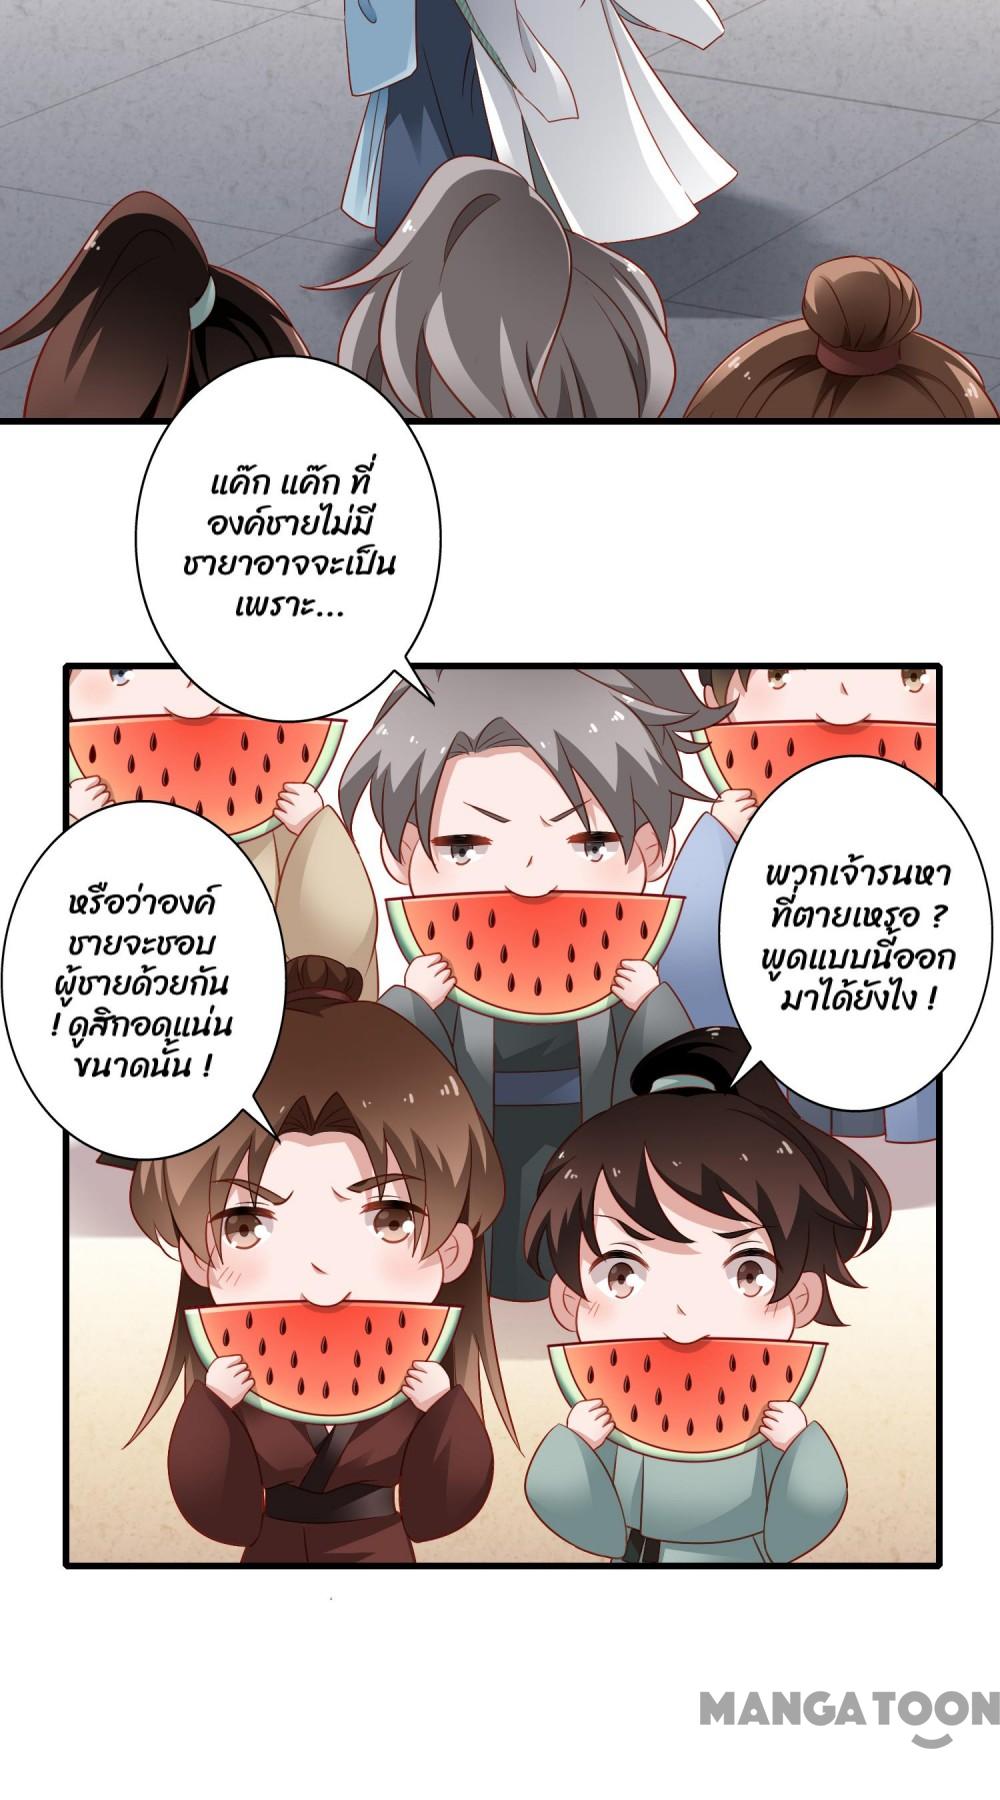 แค๊ก แค๊ก ที่
องค์ชายไม่มี
ชายาอาจจะเป็น
เพราะ...
หรือว่าองค์
ชายจะชอบ
ผู้ชายด้วยกัน
! ดูสิกอดแน่น
ขนาดนั้น !
พวกเจ้ารนหา
ที่ตายเหรอ ?
พูดแบบนี้ออก
มาได้ยังไง !
MANGATOON